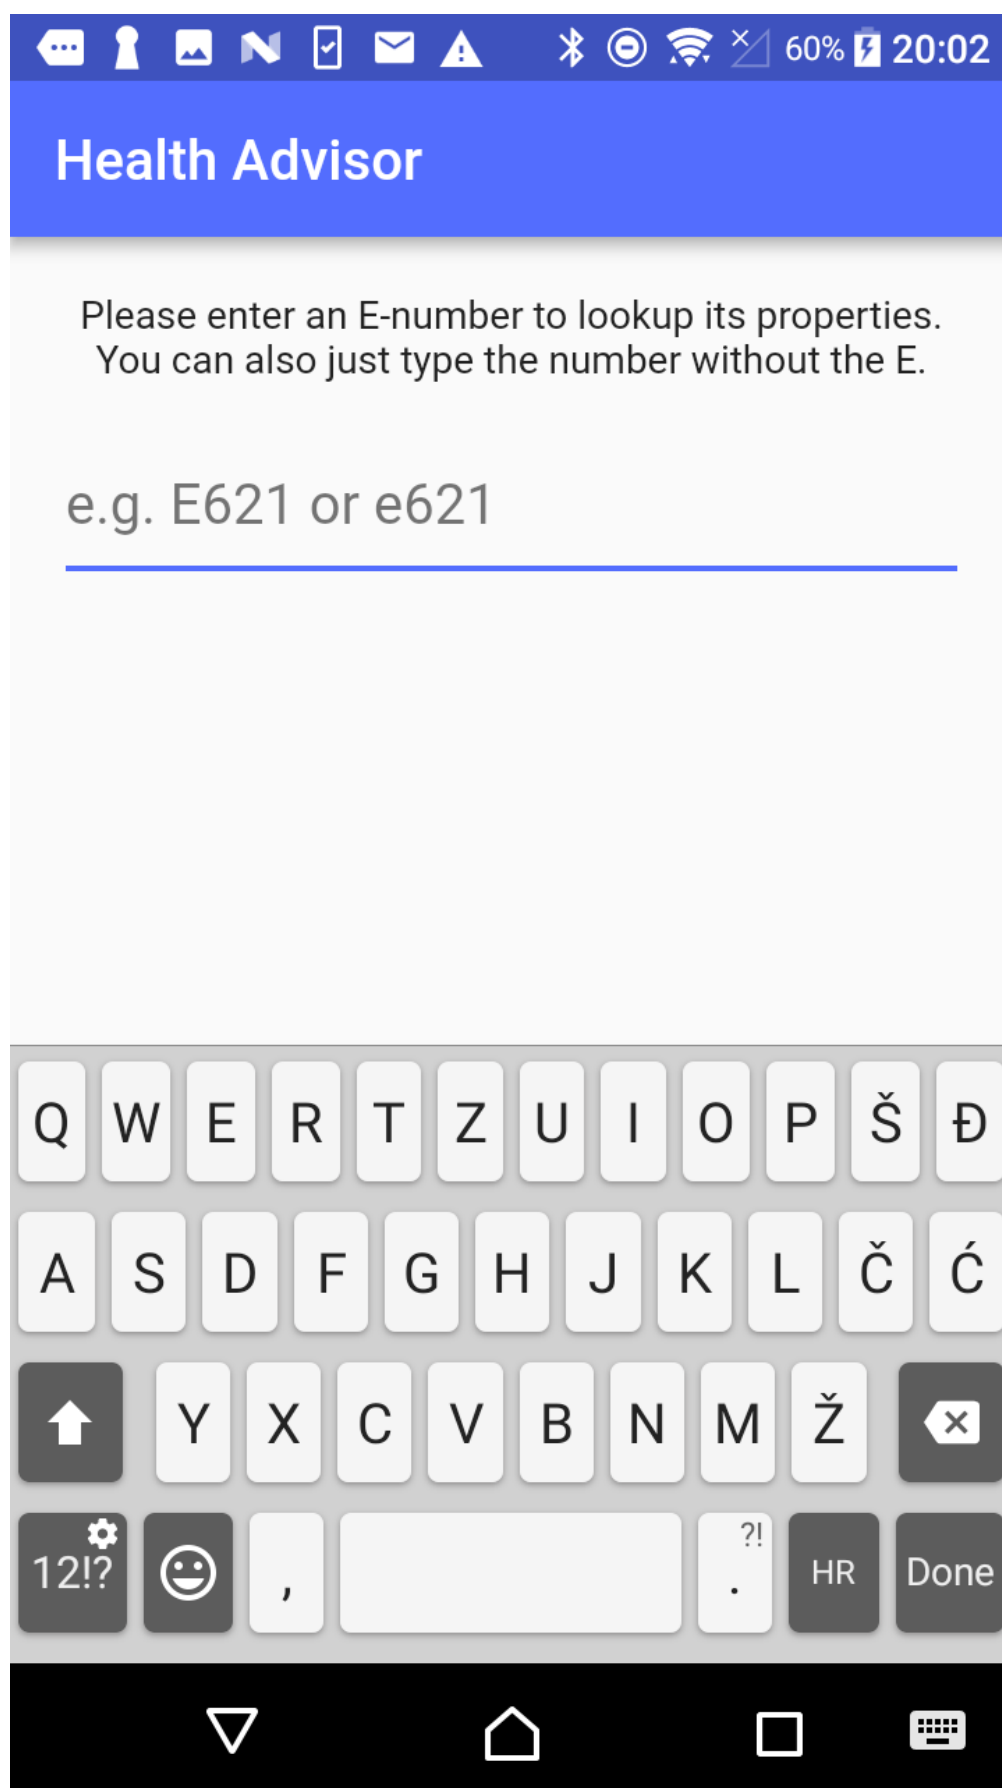 60% 20:02
Health Advisor
Please enter an E-number to lookup its properties.
You can also just type the number without the E.
e.g. E621 or e621
Q W E R T Z U I O P Š Đ
A S D F G H J K L Č Ć
Y X C V B N M Ž
12!? , ?! . HR Done